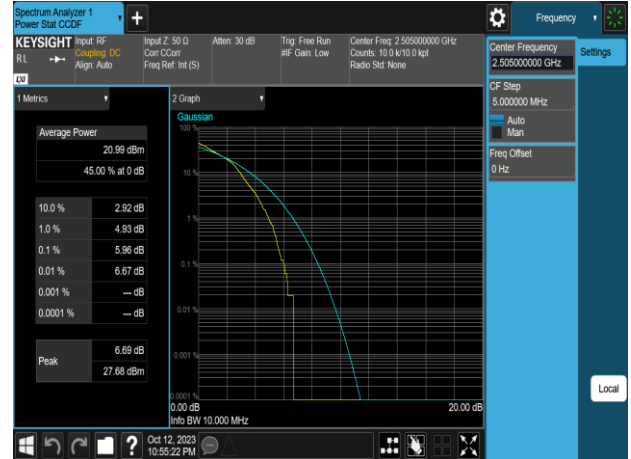 Spectrum Analyzer 1
Power Stat CCDF
Frequency
KEYSIGHT
RL
LXI
Input: RF
Coupling: DC
Align: Auto
Input Z: 50 Ω
Corr CCorr
Freq Ref: Int (S)
Atten: 30 dB
Trig: Free Run
#IF Gain: Low
Center Freq: 2.505000000 GHz
Counts: 10.0 k/10.0 kpt
Radio Std: None
Center Frequency
2.505000000 GHz
Settings
CF Step
5.000000 MHz
Auto
Man
Freq Offset
0 Hz
Local
1 Metrics
Average Power
20.99 dBm
45.00 % at 0 dB
10.0 % 2.92 dB
1.0 % 4.93 dB
0.1 % 5.96 dB
0.01 % 6.67 dB
0.001 % --- dB
0.0001 % --- dB
Peak
6.69 dB
27.68 dBm
2 Graph
Gaussian
100 %
10 %
1 %
0.1 %
0.01 %
0.001 %
0.0001 %
0.00 dB 20.00 dB
Info BW 10.000 MHz
?
Oct 12, 2023
10:55:22 PM